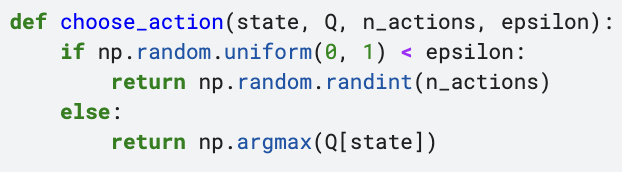 def choose_action(state, Q, n_actions, epsilon):
    if np.random.uniform(0, 1) < epsilon:
        return np.random.randint(n_actions)
    else:
        return np.argmax(Q[state])